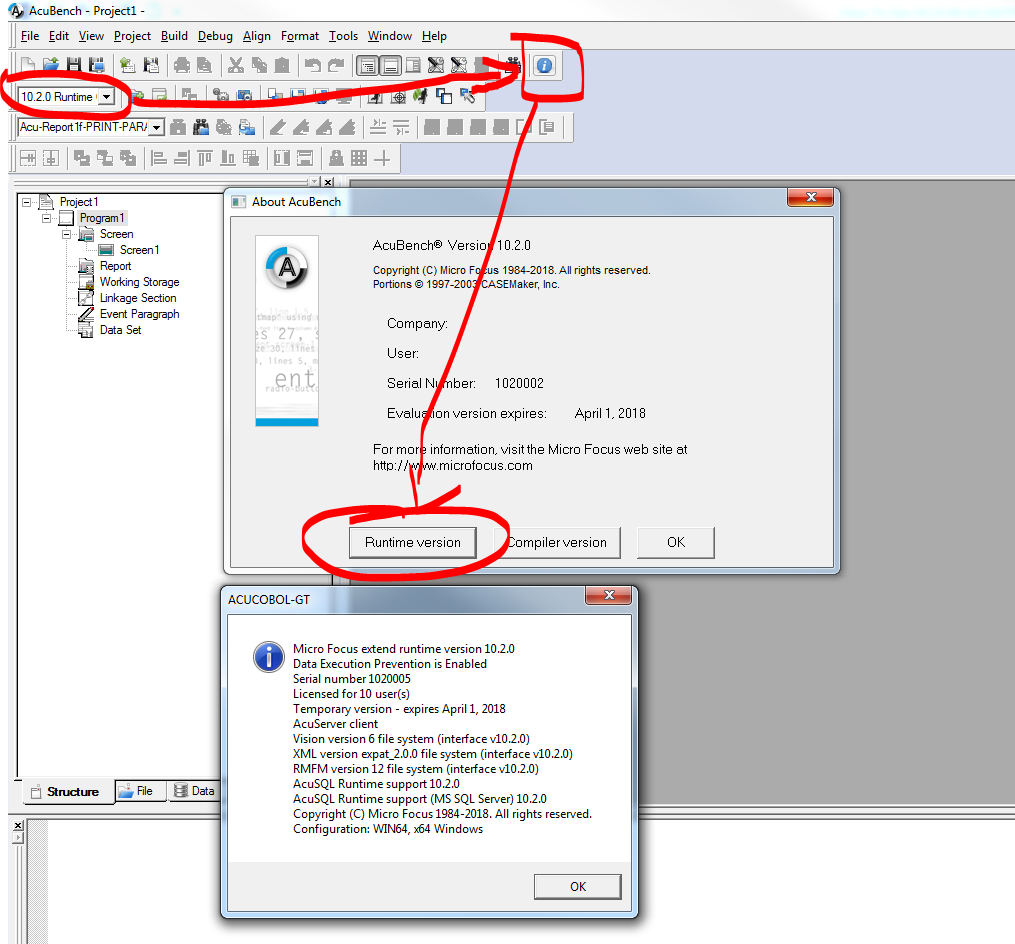 AcuBench - Project1 -
File Edit View Project Build Debug Align Format Tools Window Help
10.2.0 Runtime
Acu-Report1f-PRINT-PARA
Project1
Program1
Screen
Screen1
Report
Working Storage
Linkage Section
Event Paragraph
Data Set
Structure File Data
About AcuBench
AcuBench® Version 10.2.0
Copyright (C) Micro Focus 1984-2018. All rights reserved.
Portions © 1997-2003 CASEMaker, Inc.
Company:
User:
Serial Number: 1020002
Evaluation version expires: April 1, 2018
For more information, visit the Micro Focus web site at
http://www.microfocus.com
Runtime version Compiler version OK
ACUCOBOL-GT
Micro Focus extend runtime version 10.2.0
Data Execution Prevention is Enabled
Serial number 1020005
Licensed for 10 user(s)
Temporary version - expires April 1, 2018
AcuServer client
Vision version 6 file system (interface v10.2.0)
XML version expat_2.0.0 file system (interface v10.2.0)
RMFM version 12 file system (interface v10.2.0)
AcuSQL Runtime support 10.2.0
AcuSQL Runtime support (MS SQL Server) 10.2.0
Copyright (C) Micro Focus 1984-2018. All rights reserved.
Configuration: WIN64, x64 Windows
OK